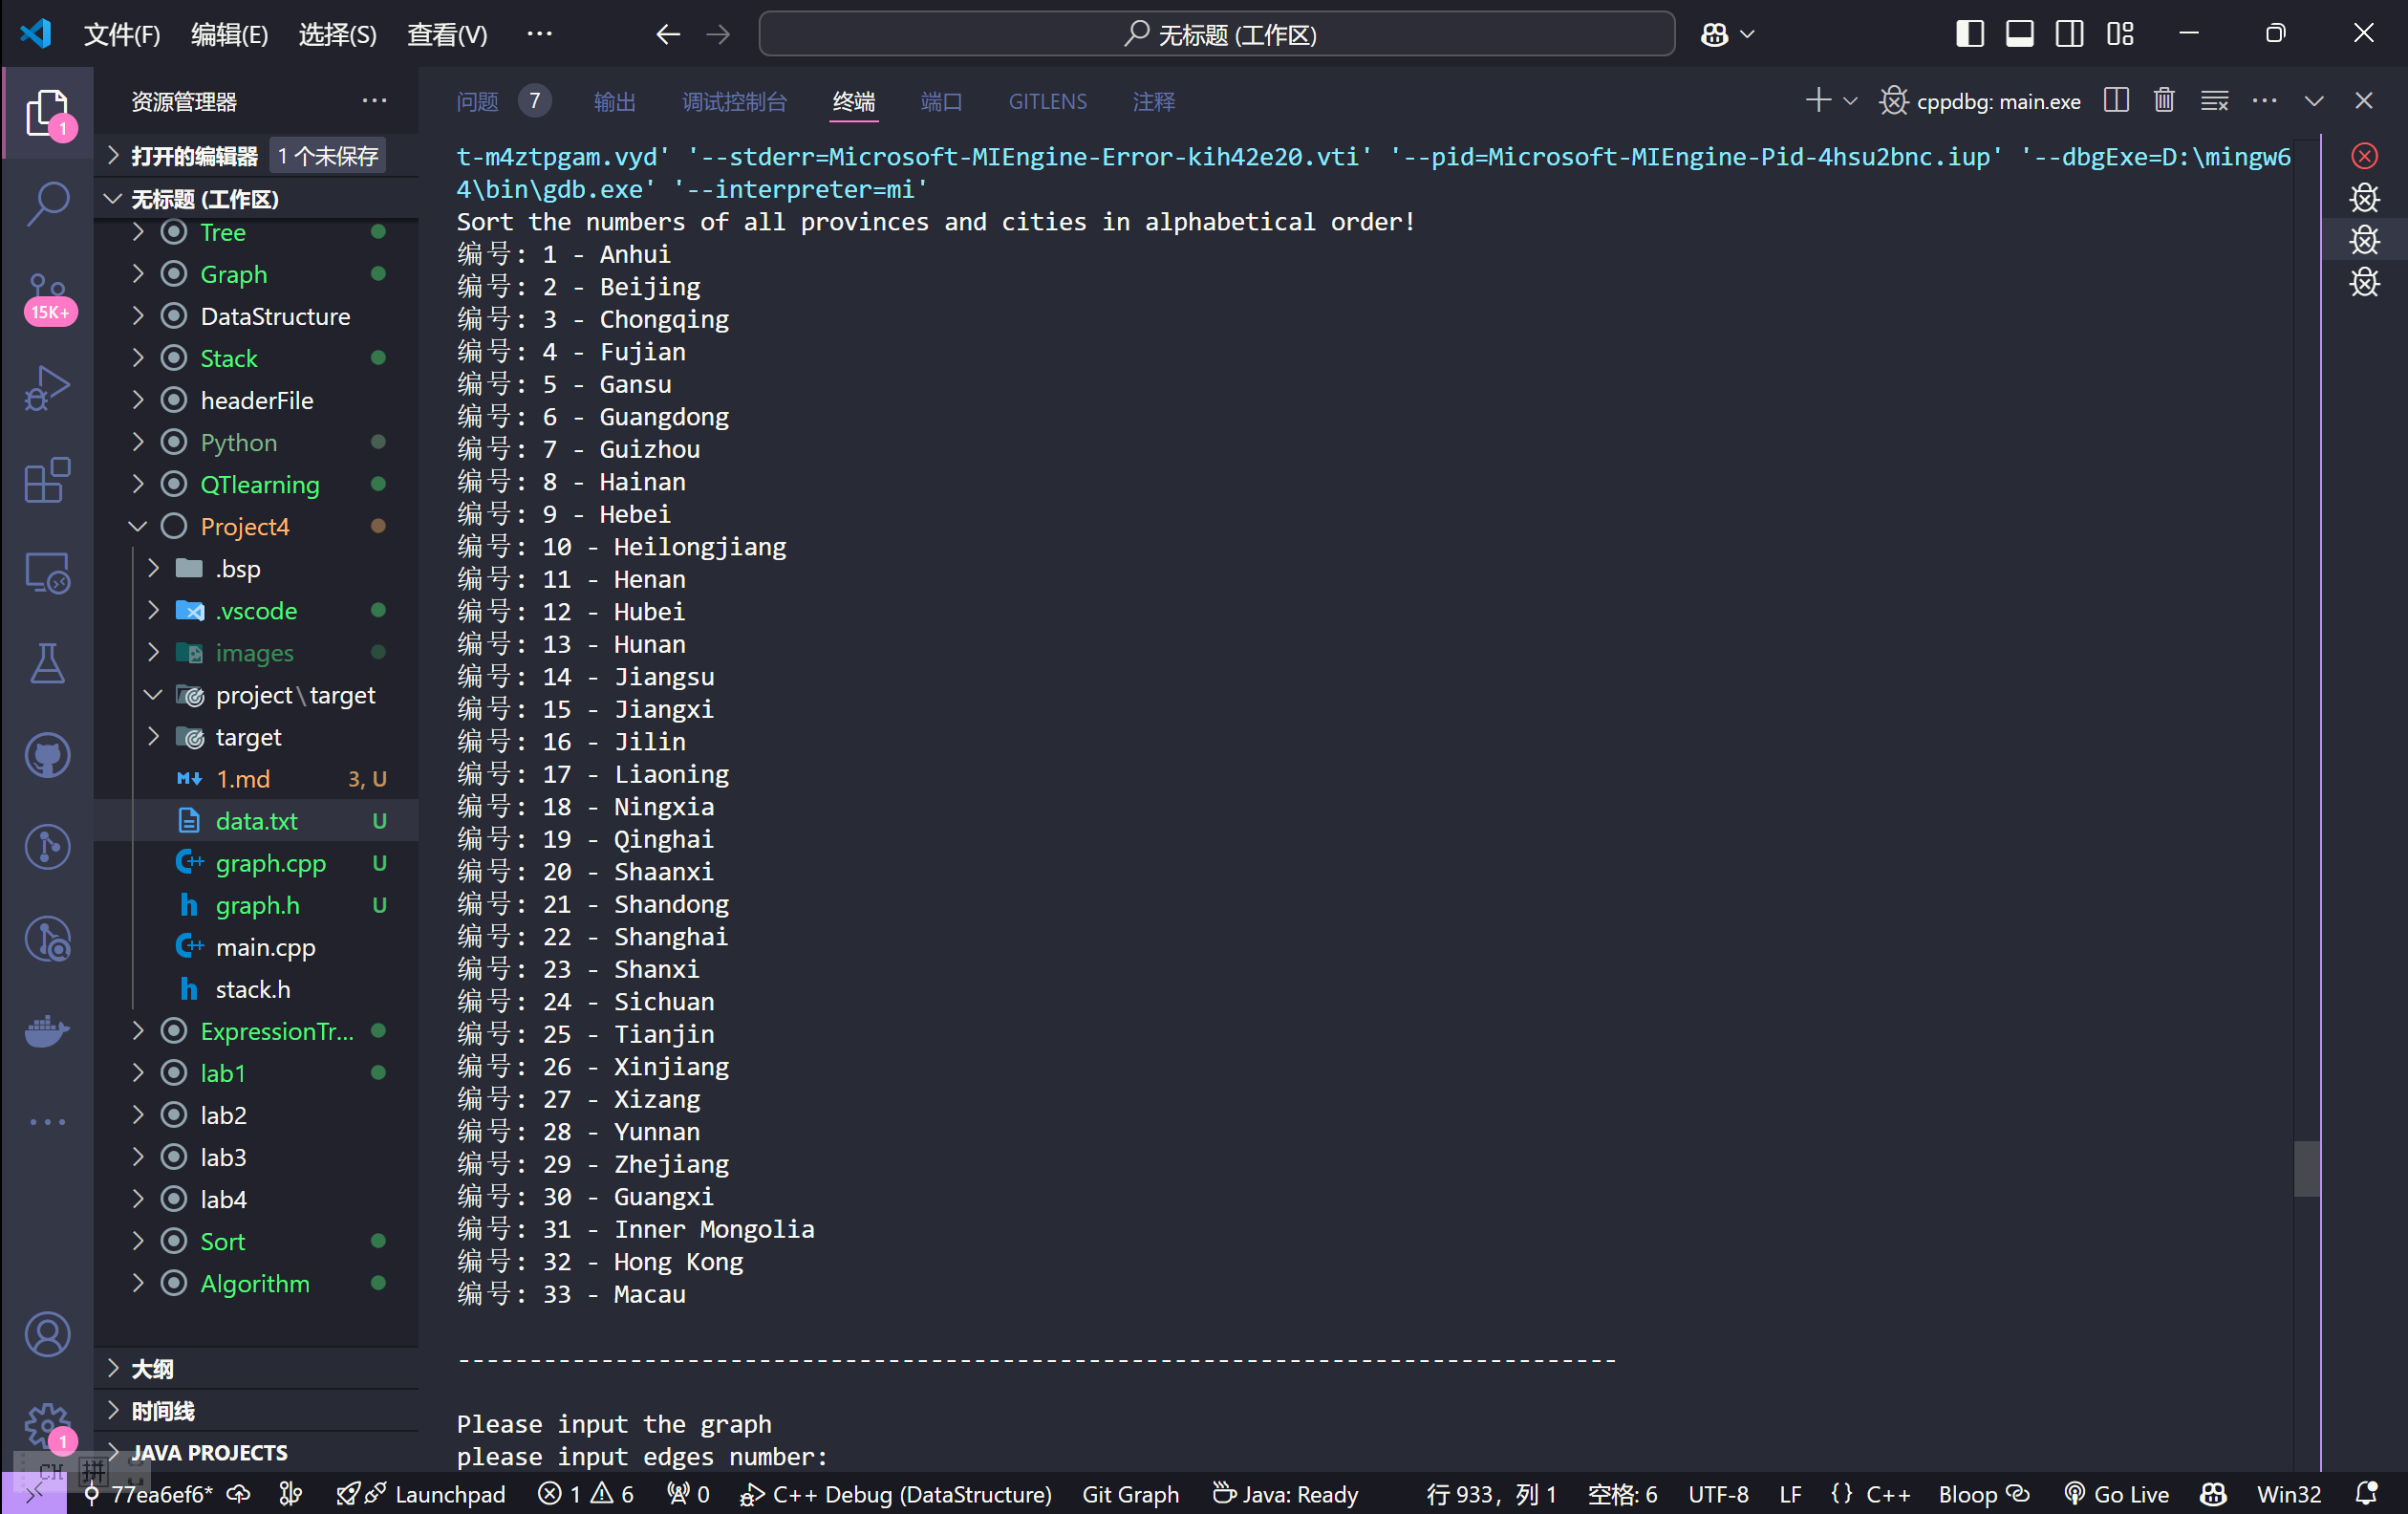 文件(F) 编辑(E) 选择(S) 查看(V) ··· 无标题 (工作区)
资源管理器
打开的编辑器 1 个未保存
无标题 (工作区)
Tree
Graph
DataStructure
Stack
headerFile
Python
QTlearning
Project4
.bsp
.vscode
images
project\target
target
1.md 3, U
data.txt U
graph.cpp U
graph.h U
main.cpp
stack.h
ExpressionTr...
lab1
lab2
lab3
lab4
Sort
Algorithm
大纲
时间线
JAVA PROJECTS
1
15K+
1
问题 7 输出 调试控制台 终端 端口 GITLENS 注释 cppdbg: main.exe
t-m4ztpgam.vyd' '--stderr=Microsoft-MIEngine-Error-kih42e20.vti' '--pid=Microsoft-MIEngine-Pid-4hsu2bnc.iup' '--dbgExe=D:\mingw6
4\bin\gdb.exe' '--interpreter=mi'
Sort the numbers of all provinces and cities in alphabetical order!
编号: 1 - Anhui
编号: 2 - Beijing
编号: 3 - Chongqing
编号: 4 - Fujian
编号: 5 - Gansu
编号: 6 - Guangdong
编号: 7 - Guizhou
编号: 8 - Hainan
编号: 9 - Hebei
编号: 10 - Heilongjiang
编号: 11 - Henan
编号: 12 - Hubei
编号: 13 - Hunan
编号: 14 - Jiangsu
编号: 15 - Jiangxi
编号: 16 - Jilin
编号: 17 - Liaoning
编号: 18 - Ningxia
编号: 19 - Qinghai
编号: 20 - Shaanxi
编号: 21 - Shandong
编号: 22 - Shanghai
编号: 23 - Shanxi
编号: 24 - Sichuan
编号: 25 - Tianjin
编号: 26 - Xinjiang
编号: 27 - Xizang
编号: 28 - Yunnan
编号: 29 - Zhejiang
编号: 30 - Guangxi
编号: 31 - Inner Mongolia
编号: 32 - Hong Kong
编号: 33 - Macau
---------------------------------------------------------------------------------
Please input the graph
please input edges number:
CH 拼
77ea6ef6* Launchpad 1 6 0 C++ Debug (DataStructure) Git Graph Java: Ready 行 933，列 1 空格: 6 UTF-8 LF {} C++ Bloop Go Live Win32